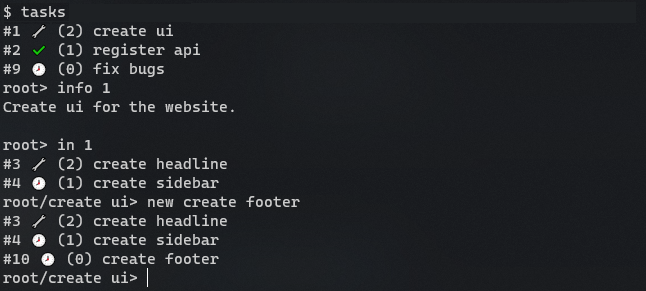 $ tasks
#1 🔧 (2) create ui
#2 ✔ (1) register api
#9 🕘 (0) fix bugs
root> info 1
Create ui for the website.
root> in 1
#3 🔧 (2) create headline
#4 🕘 (1) create sidebar
root/create ui> new create footer
#3 🔧 (2) create headline
#4 🕘 (1) create sidebar
#10 🕘 (0) create footer
root/create ui>